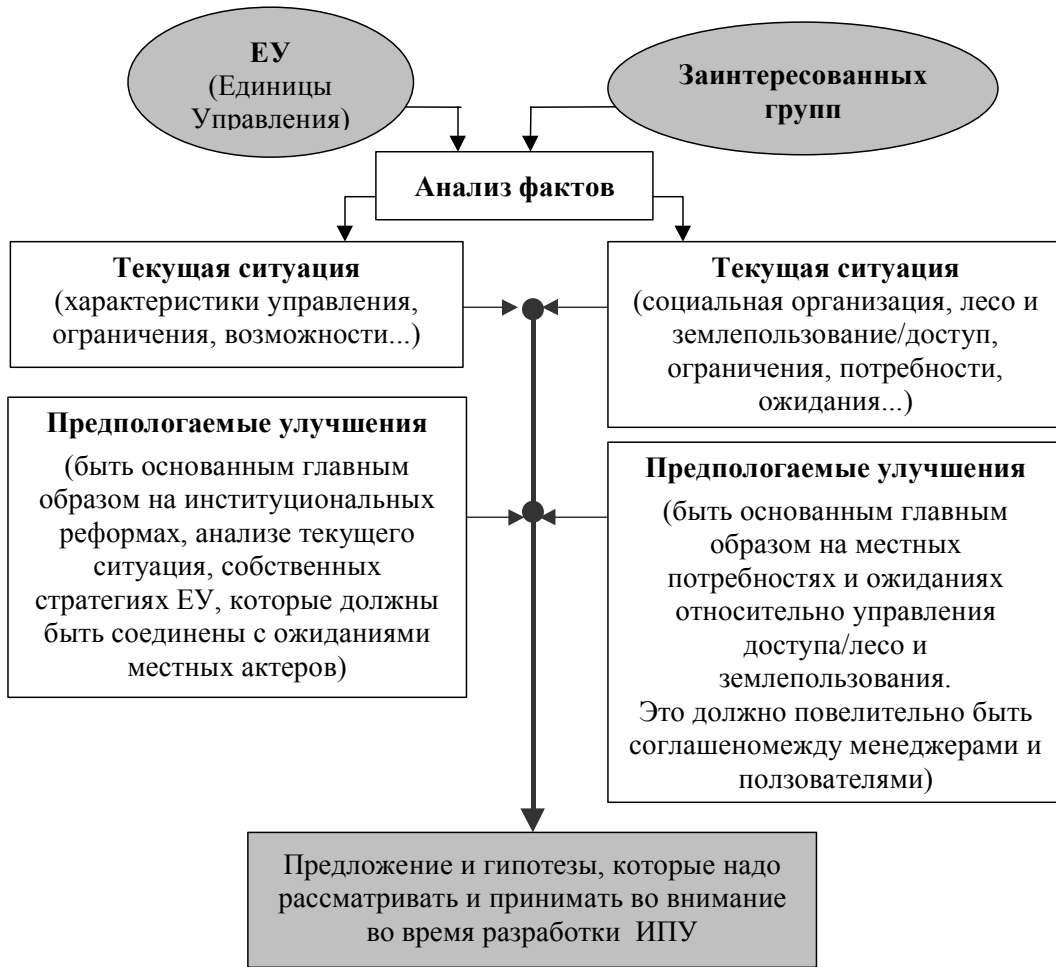 ЕУ
(Единицы
Управления)
Заинтересованных
групп
Анализ фактов
Текущая ситуация
(характеристики управления,
ограничения, возможности...)
Текущая ситуация
(социальная организация, лесо и
землепользование/доступ,
ограничения, потребности,
ожидания...)
Предпологаемые улучшения
(быть основанным главным
образом на институциональных
реформах, анализе текущего
ситуация, собственных
стратегиях ЕУ, которые должны
быть соединены с ожиданиями
местных актеров)
Предпологаемые улучшения
(быть основанным главным
образом на местных
потребностях и ожиданиях
относительно управления
доступа/лесо и
землепользования.
Это должно повелительно быть
соглашеномежду менеджерами и
ползователями)
Предложение и гипотезы, которые надо
рассматривать и принимать во внимание
во время разработки ИПУ